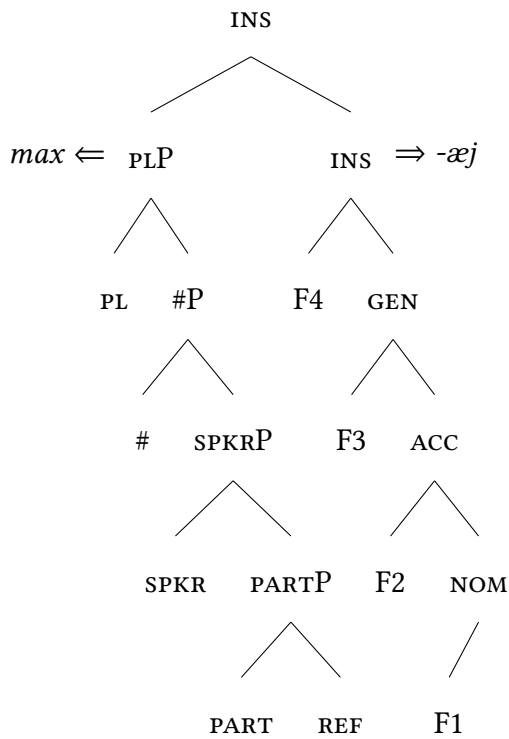 INS
max ⇐ PLP INS ⇒ -æj
PL #P F4 GEN
# SPKRP F3 ACC
SPKR PARTP F2 NOM
PART REF F1